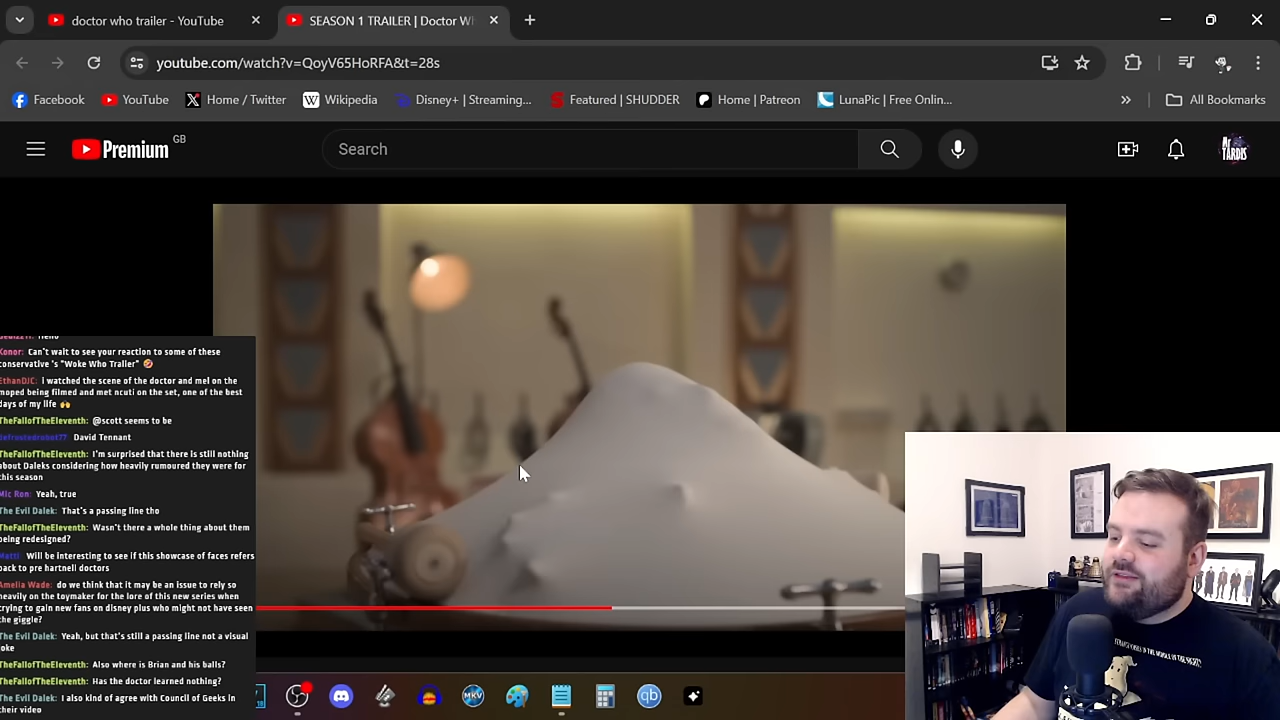 doctor who trailer - YouTube
SEASON 1 TRAILER | Doctor Wh
youtube.com/watch?v=QoyV65HoRFA&t=28s
Facebook YouTube Home / Twitter Wikipedia Disney+ | Streaming... Featured | SHUDDER Home | Patreon LunaPic | Free Onlin... » All Bookmarks
Premium GB
Search
Mr TARDIS
Konor: Can't wait to see your reaction to some of these
conservative 's "Woke Who Trailer" 🤣
EthanDJC: i watched the scene of the doctor and mel on the
moped being filmed and met ncuti on the set, one of the best
days of my life 🙌
TheFallofTheEleventh: @scott seems to be
defrostedrobot77 David Tennant
TheFallofTheEleventh: I'm surprised that there is still nothing
about Daleks considering how heavily rumoured they were for
this season
Mic Ron: Yeah, true
The Evil Dalek: That's a passing line tho
TheFallofTheEleventh: Wasn't there a whole thing about them
being redesigned?
Matti Will be interesting to see if this showcase of faces refers
back to pre hartnell doctors
Amelia Wade: do we think that it may be an issue to rely so
heavily on the toymaker for the lore of this new series when
trying to gain new fans on disney plus who might not have seen
the giggle?
The Evil Dalek: Yeah, but that's still a passing line not a visual
joke
TheFallofTheEleventh: Also where is Brian and his balls?
TheFallofTheEleventh: Has the doctor learned nothing?
The Evil Dalek: I also kind of agree with Council of Geeks in
their video
MKV
qb